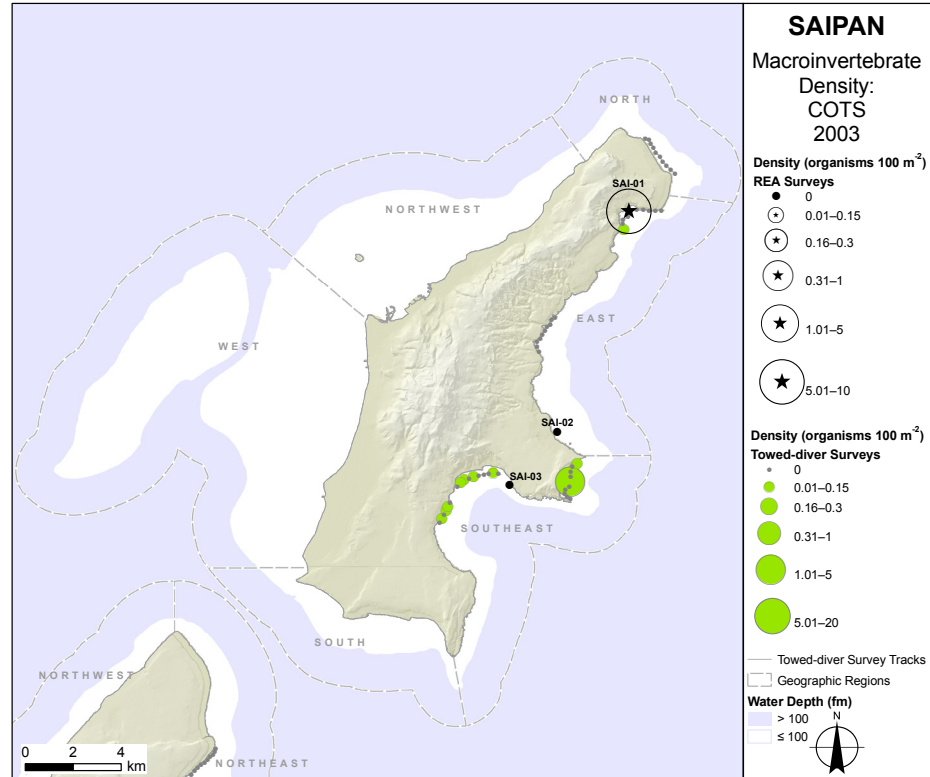 SAIPAN
Macroinvertebrate
Density:
COTS
2003
Density (organisms 100 m-2)
REA Surveys
0
0.01–0.15
0.16–0.3
0.31–1
1.01–5
5.01–10
Density (organisms 100 m-2)
Towed-diver Surveys
0
0.01–0.15
0.16–0.3
0.31–1
1.01–5
5.01–20
Towed-diver Survey Tracks
Geographic Regions
Water Depth (fm)
> 100
≤ 100
N
NORTH
SAI-01
NORTHWEST
EAST
WEST
SAI-02
SAI-03
SOUTHEAST
SOUTH
NORTHWEST
NORTHEAST
0 2 4
km